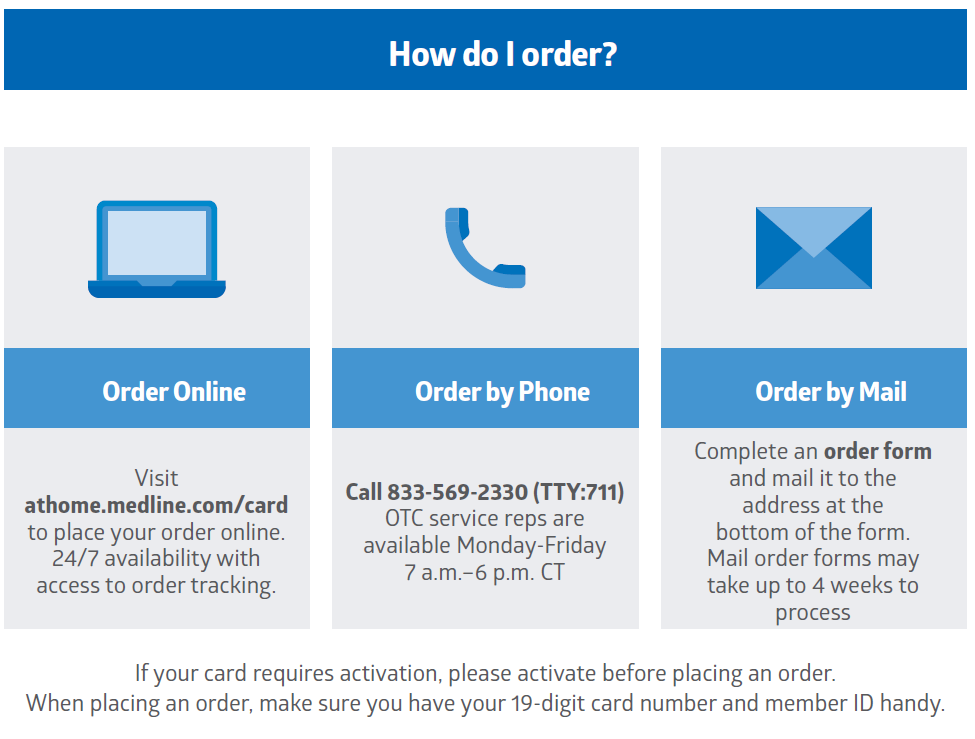 How do I order?
Order Online
Visit
athome.medline.com/card
to place your order online.
24/7 availability with
access to order tracking.
Order by Phone
Call 833-569-2330 (TTY:711)
OTC service reps are
available Monday-Friday
7 a.m.–6 p.m. CT
Order by Mail
Complete an order form
and mail it to the
address at the
bottom of the form.
Mail order forms may
take up to 4 weeks to
process
If your card requires activation, please activate before placing an order.
When placing an order, make sure you have your 19-digit card number and member ID handy.